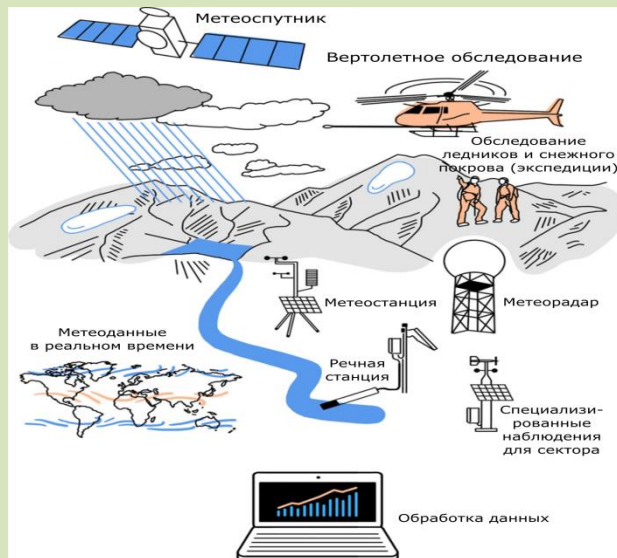 Метеоспутник
Вертолетное обследование
Обследование
ледников и снежного
покрова (экспедиции)
Метеостанция
Метеорадар
Метеоданные
в реальном времени
Речная
станция
Специализи-
рованные
наблюдения
для сектора
Обработка данных